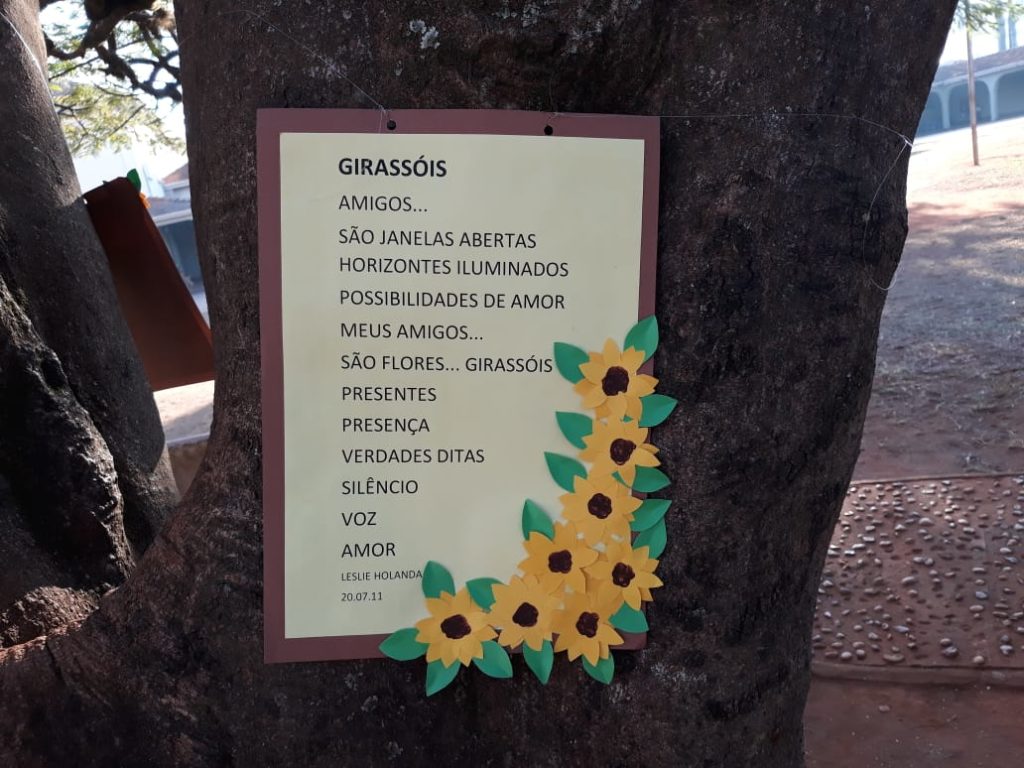 GIRASSÓIS
AMIGOS...
SÃO JANELAS ABERTAS
HORIZONTES ILUMINADOS
POSSIBILIDADES DE AMOR
MEUS AMIGOS...
SÃO FLORES... GIRASSÓIS
PRESENTES
PRESENÇA
VERDADES DITAS
SILÊNCIO
VOZ
AMOR
LESLIE HOLANDA
20.07.11